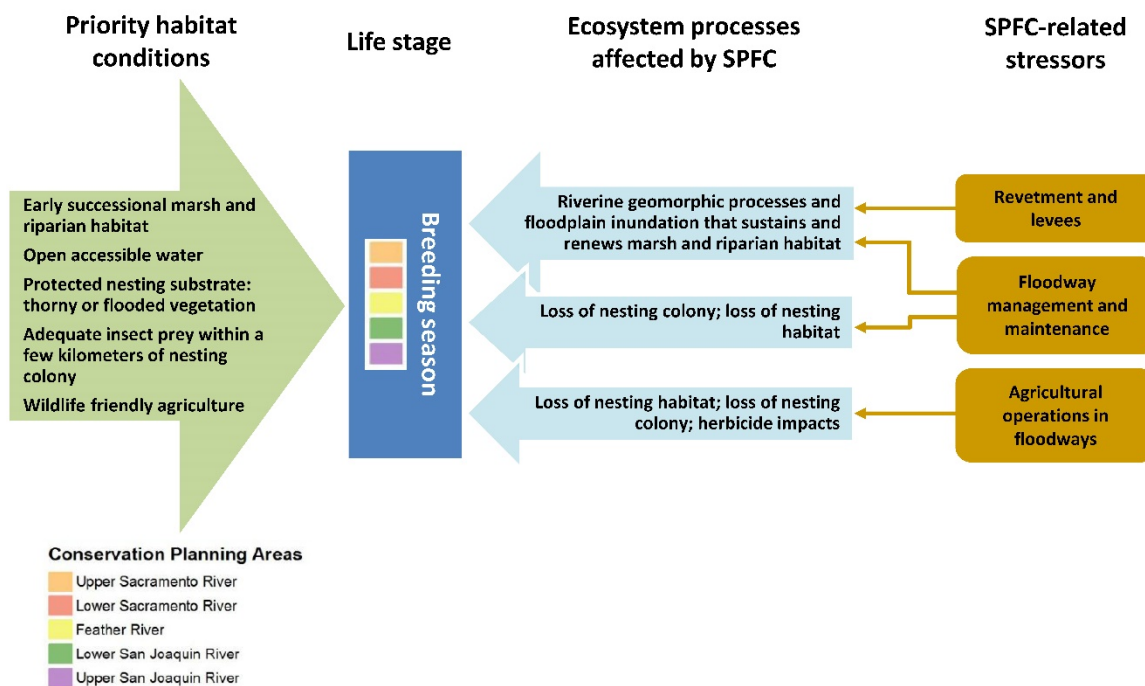 Priority habitat
conditions
Life stage
Ecosystem processes
affected by SPFC
SPFC-related
stressors
Early successional marsh and
riparian habitat
Open accessible water
Protected nesting substrate:
thorny or flooded vegetation
Adequate insect prey within a
few kilometers of nesting
colony
Wildlife friendly agriculture
Breeding season
Riverine geomorphic processes and
floodplain inundation that sustains and
renews marsh and riparian habitat
Loss of nesting colony; loss of nesting
habitat
Loss of nesting habitat; loss of nesting
colony; herbicide impacts
Revetment and
levees
Floodway
management and
maintenance
Agricultural
operations in
floodways
Conservation Planning Areas
Upper Sacramento River
Lower Sacramento River
Feather River
Lower San Joaquin River
Upper San Joaquin River